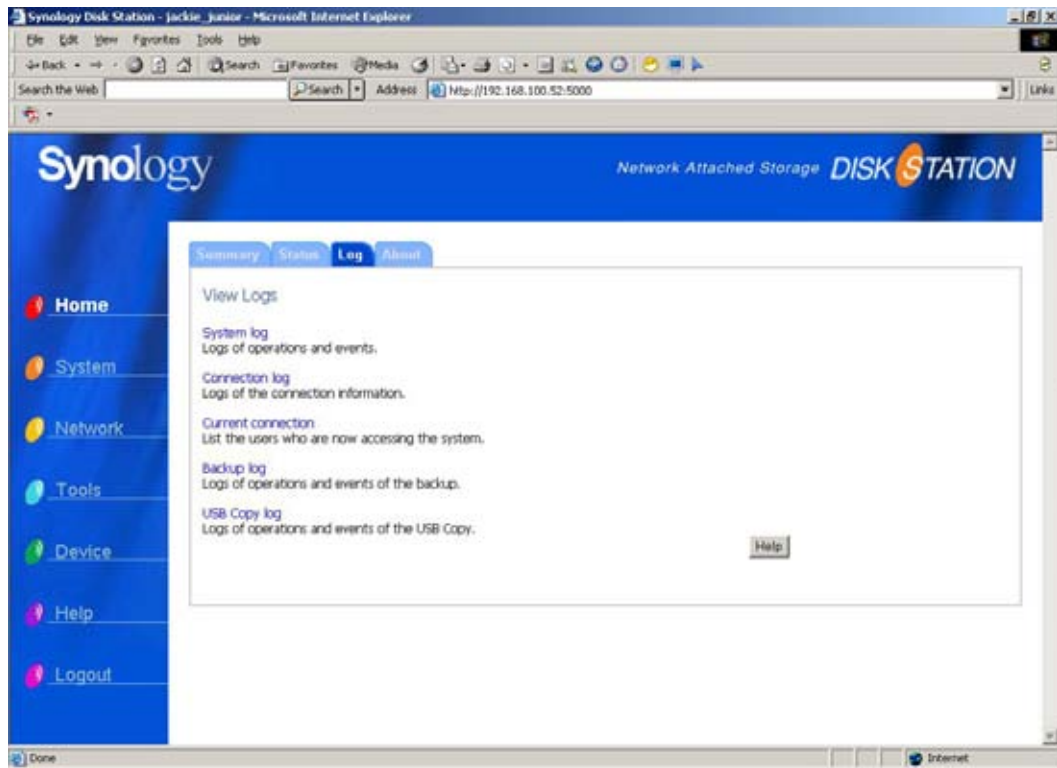 Synology Disk Station - jackie_junior - Microsoft Internet Explorer
File Edit View Favorites Tools Help
Back Search Favorites Media
Search the Web Search Address http://192.168.100.52:5000 Links
Synology
Network Attached Storage DISK STATION
Summary Status Log About
Home
System
Network
Tools
Device
Help
Logout
View Logs
System log
Logs of operations and events.
Connection log
Logs of the connection information.
Current connection
List the users who are now accessing the system.
Backup log
Logs of operations and events of the backup.
USB Copy log
Logs of operations and events of the USB Copy.
Help
Done Internet